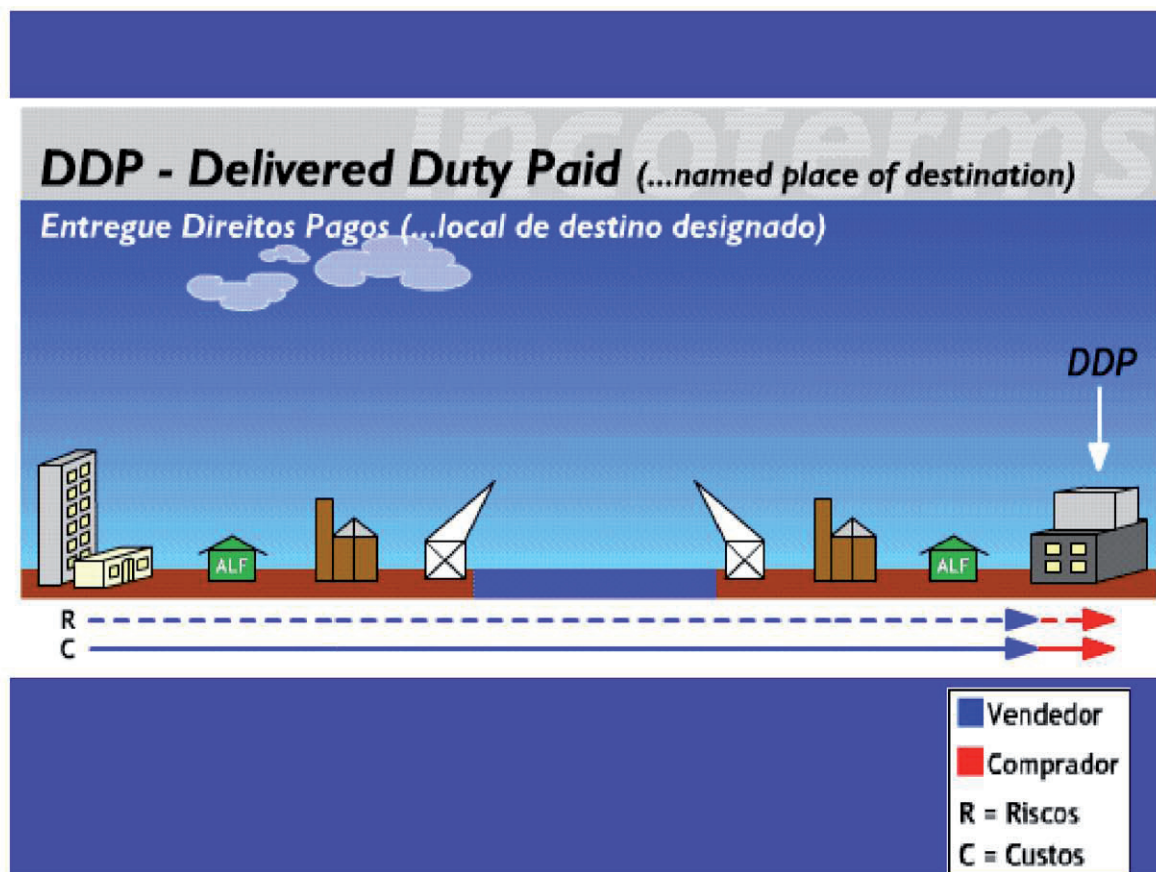 Incoterms
DDP - Delivered Duty Paid (...named place of destination)
Entregue Direitos Pagos (...local de destino designado)
DDP
ALF
ALF
R
C
Vendedor
Comprador
R = Riscos
C = Custos